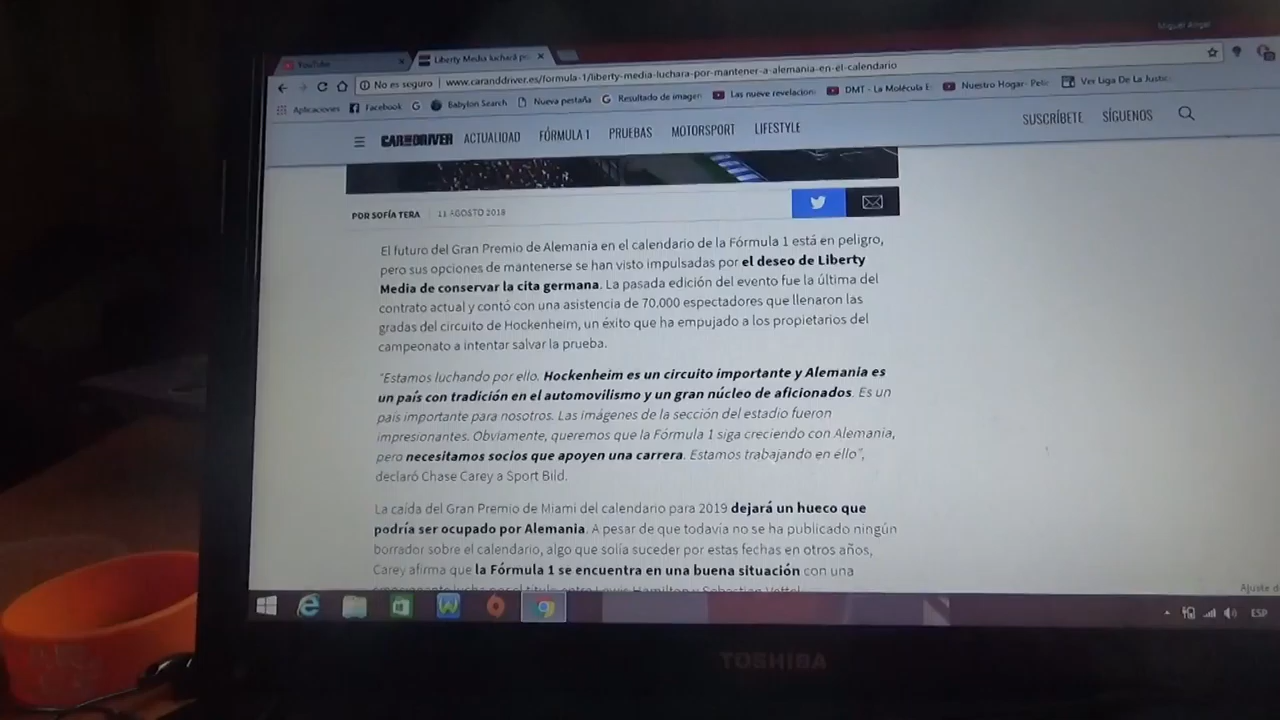 Miguel Angel
YouTube
Liberty Media luchará po
No es seguro
www.caranddriver.es/formula-1/liberty-media-luchara-por-mantener-a-alemania-en-el-calendario
Aplicaciones Facebook Babylon Search Nueva pestaña Resultado de imagen Las nueve revelacion DMT - La Molécula E Nuestro Hogar- Pelic Ver Liga De La Justic
CAR AND DRIVER ACTUALIDAD FÓRMULA 1 PRUEBAS MOTORSPORT LIFESTYLE SUSCRÍBETE SÍGUENOS
POR SOFÍA TERA 11 AGOSTO 2018
El futuro del Gran Premio de Alemania en el calendario de la Fórmula 1 está en peligro,
pero sus opciones de mantenerse se han visto impulsadas por el deseo de Liberty
Media de conservar la cita germana. La pasada edición del evento fue la última del
contrato actual y contó con una asistencia de 70.000 espectadores que llenaron las
gradas del circuito de Hockenheim, un éxito que ha empujado a los propietarios del
campeonato a intentar salvar la prueba.
"Estamos luchando por ello. Hockenheim es un circuito importante y Alemania es
un país con tradición en el automovilismo y un gran núcleo de aficionados. Es un
país importante para nosotros. Las imágenes de la sección del estadio fueron
impresionantes. Obviamente, queremos que la Fórmula 1 siga creciendo con Alemania,
pero necesitamos socios que apoyen una carrera. Estamos trabajando en ello",
declaró Chase Carey a Sport Bild.
La caída del Gran Premio de Miami del calendario para 2019 dejará un hueco que
podría ser ocupado por Alemania. A pesar de que todavía no se ha publicado ningún
borrador sobre el calendario, algo que solía suceder por estas fechas en otros años,
Carey afirma que la Fórmula 1 se encuentra en una buena situación con una
Ajuste d
ESP
TOSHIBA